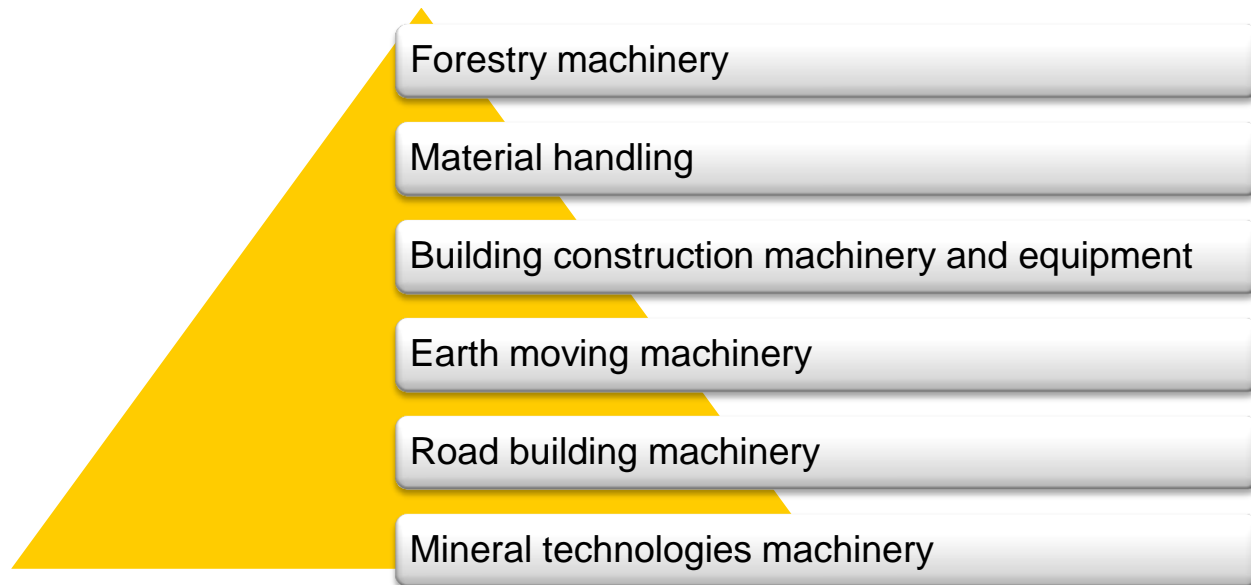 Forestry machinery
Material handling
Building construction machinery and equipment
Earth moving machinery
Road building machinery
Mineral technologies machinery